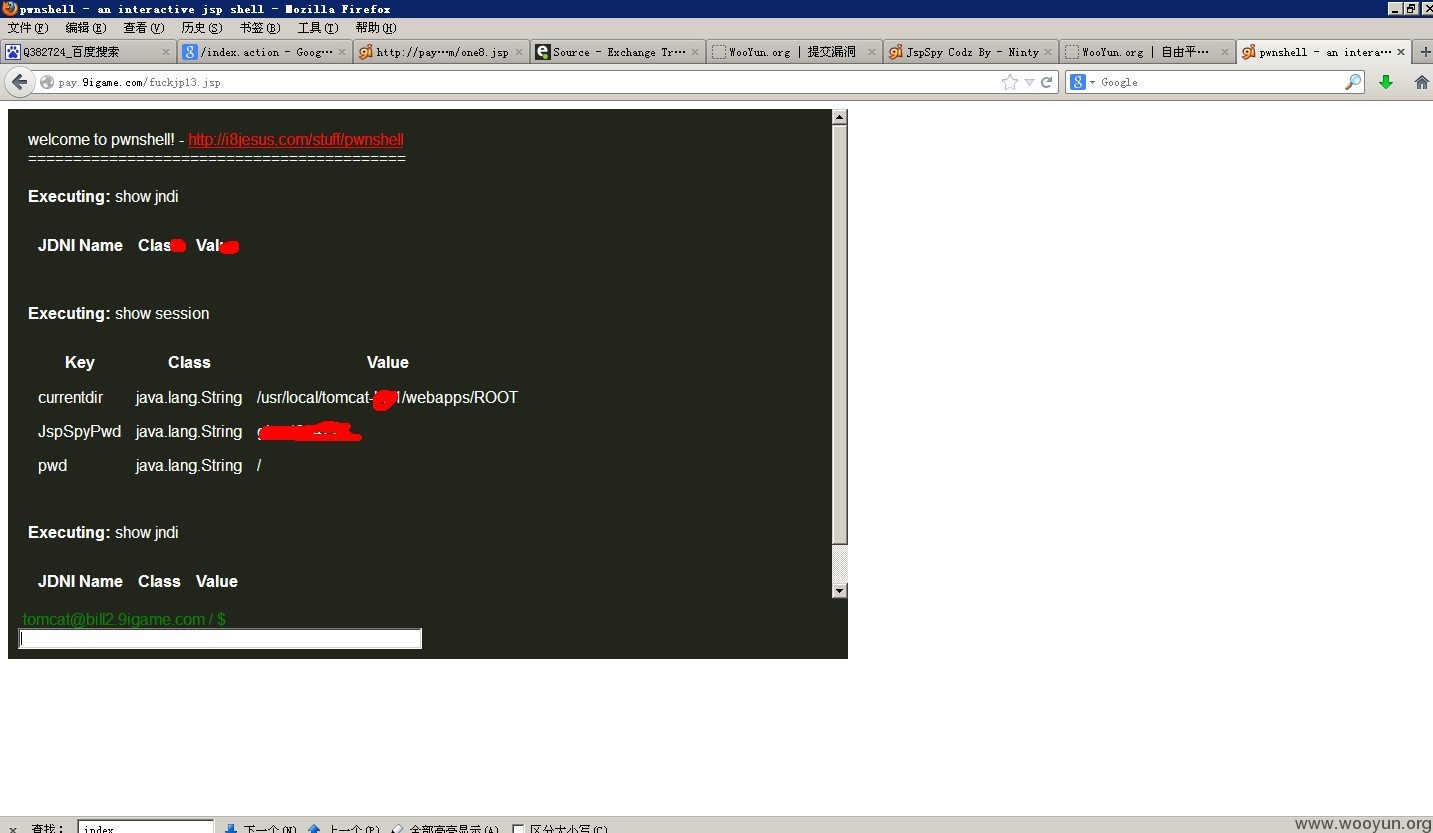 pwnshell - an interactive jsp shell - Mozilla Firefox
文件(F) 编辑(E) 查看(V) 历史(S) 书签(B) 工具(T) 帮助(H)
Q382724_百度搜索 /index.action - Goog··· http://pay···m/one8.jsp Source - Exchange Tr··· WooYun.org | 提交漏洞 JspSpy Codz By - Ninty WooYun.org | 自由平··· pwnshell - an intera···
pay.9igame.com/fuckjp13.jsp Google
welcome to pwnshell! - http://i8jesus.com/stuff/pwnshell
==========================================
Executing: show jndi
JDNI Name
Executing: show session
Key Class Value
currentdir java.lang.String /usr/local/tomcat- 1/webapps/ROOT
JspSpyPwd java.lang.String
pwd java.lang.String /
Executing: show jndi
JDNI Name Class Value
tomcat@bill2.9igame.com / $
查找: index 下一个(N) 上一个(P) 全部高亮显示(A) 区分大小写(C)
www.wooyun.org